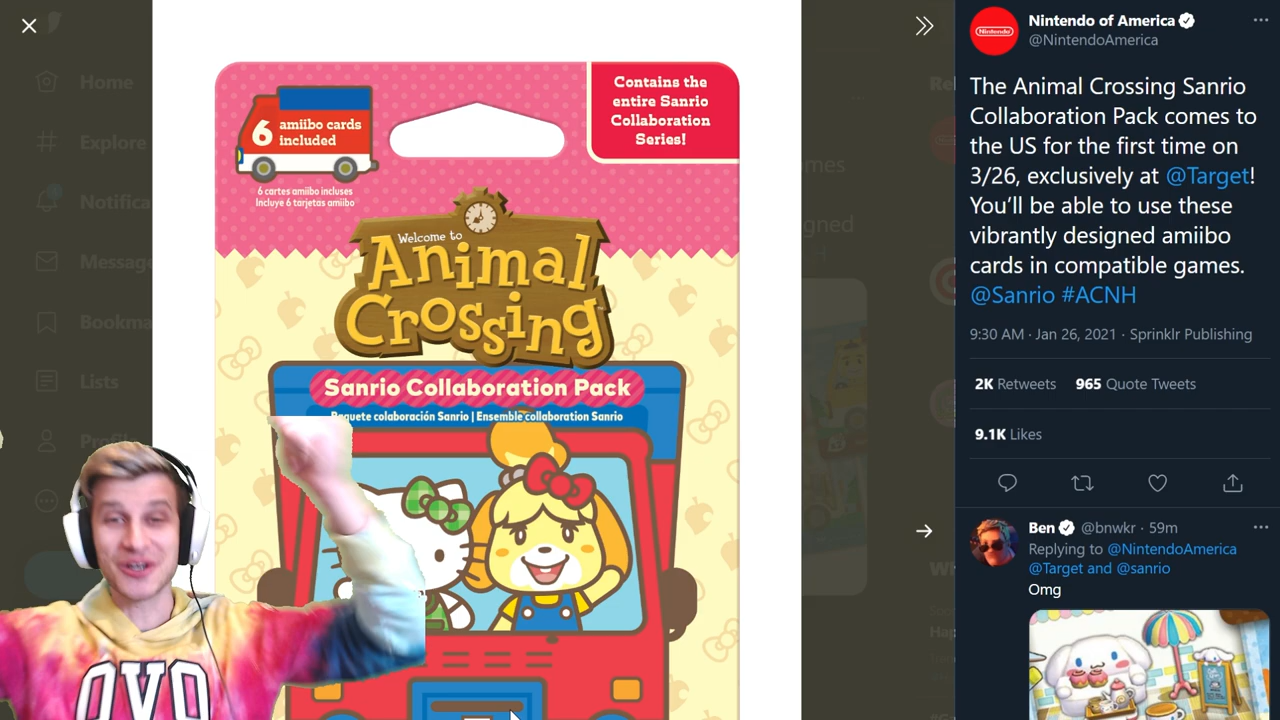 Home
Explore
Notifica
Message
Bookma
Lists
Profi
6 amiibo cards
included
6 cartes amiibo incluses
Incluye 6 tarjetas amiibo
Contains the
entire Sanrio
Collaboration
Series!
Welcome to
Animal
Crossing
Sanrio Collaboration Pack
Paquete colaboración Sanrio | Ensemble collaboration Sanrio
OVO
Nintendo
Nintendo of America
@NintendoAmerica
The Animal Crossing Sanrio
Collaboration Pack comes to
the US for the first time on
3/26, exclusively at @Target!
You’ll be able to use these
vibrantly designed amiibo
cards in compatible games.
@Sanrio #ACNH
9:30 AM · Jan 26, 2021 · Sprinklr Publishing
2K Retweets 965 Quote Tweets
9.1K Likes
Ben @bnwkr · 59m
Replying to @NintendoAmerica
@Target and @sanrio
Omg